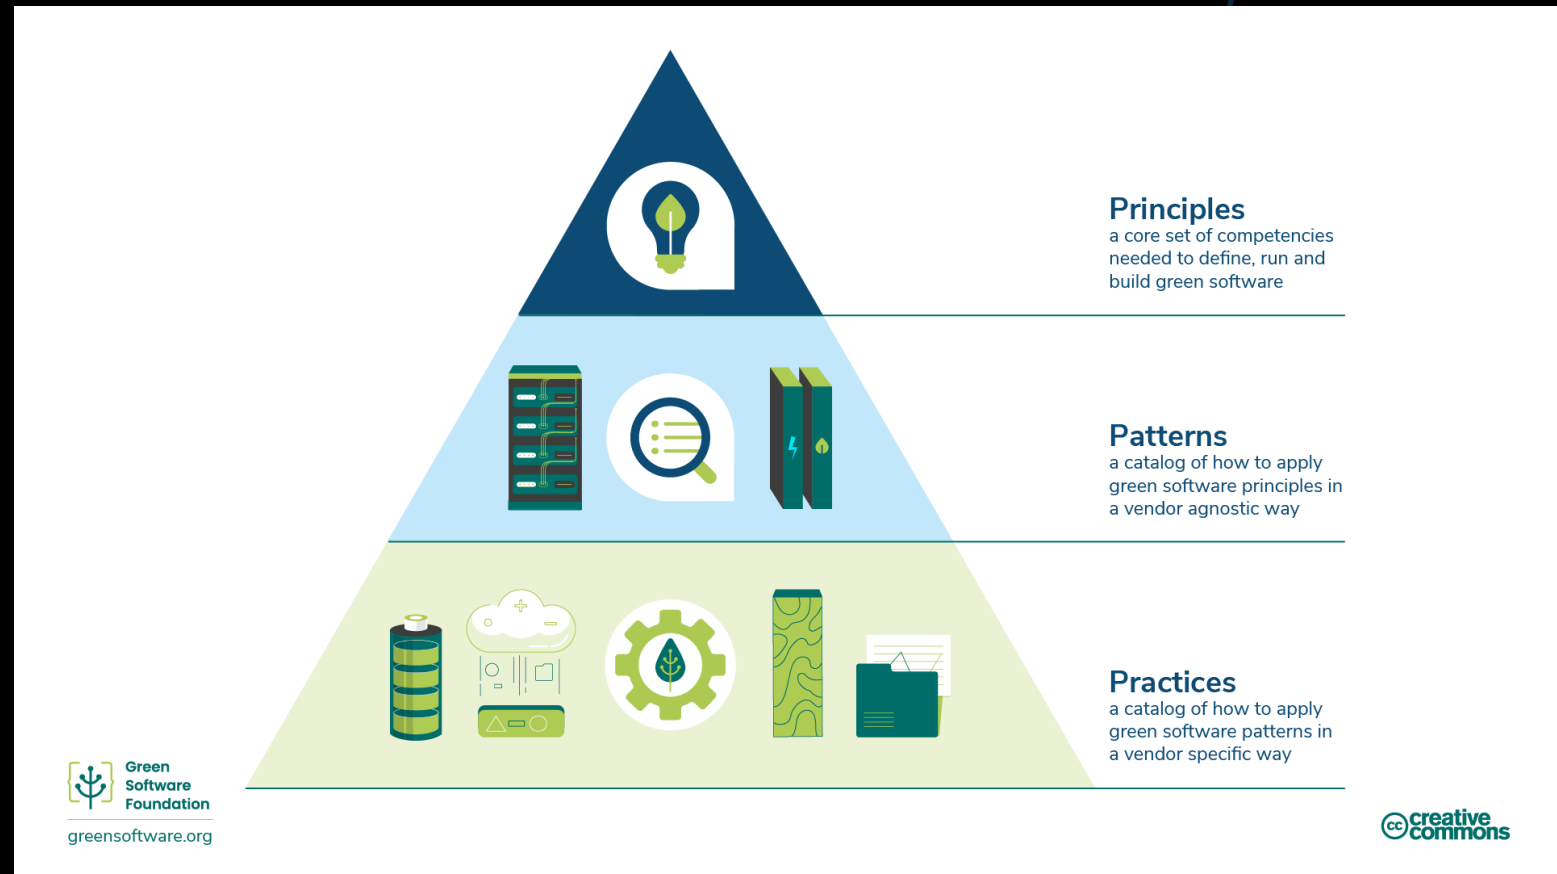 Principles
a core set of competencies
needed to define, run and
build green software
Patterns
a catalog of how to apply
green software principles in
a vendor agnostic way
Practices
a catalog of how to apply
green software patterns in
a vendor specific way
Green
Software
Foundation
greensoftware.org
cc creative
commons